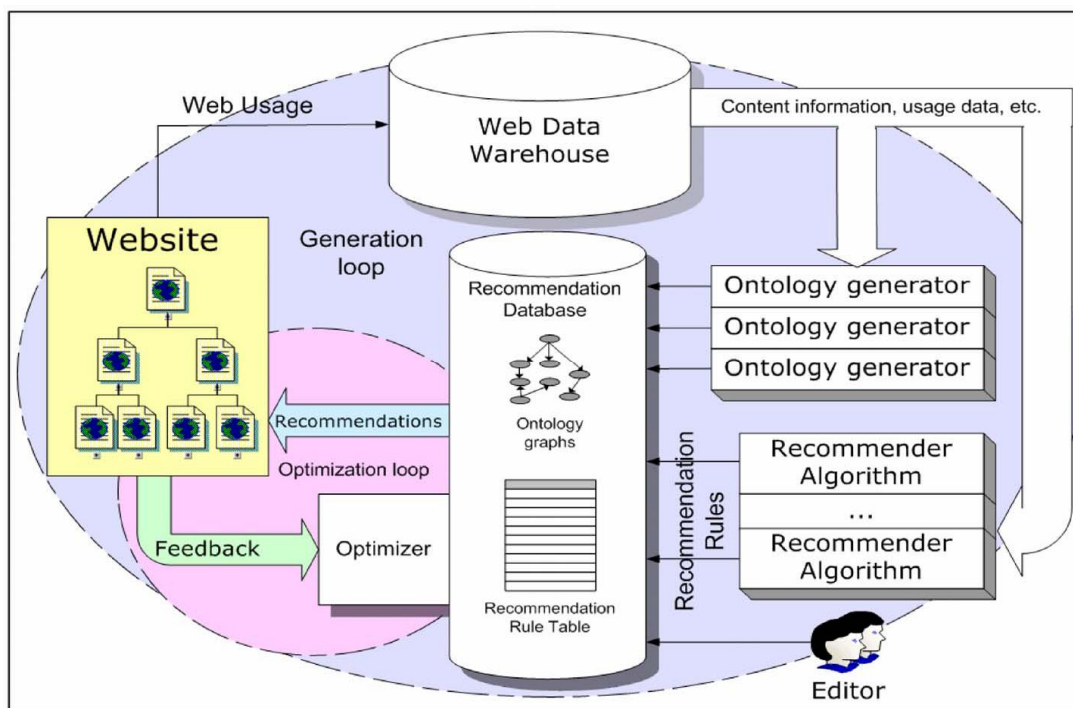 Web Usage
Web Data
Warehouse
Content information, usage data, etc.
Website
Generation
loop
Recommendation
Database
Ontology generator
Ontology generator
Ontology generator
Ontology
graphs
Recommendations
Optimization loop
Feedback
Optimizer
Recommendation
Rule Table
Recommendation
Rules
Recommender
Algorithm
...
Recommender
Algorithm
Editor